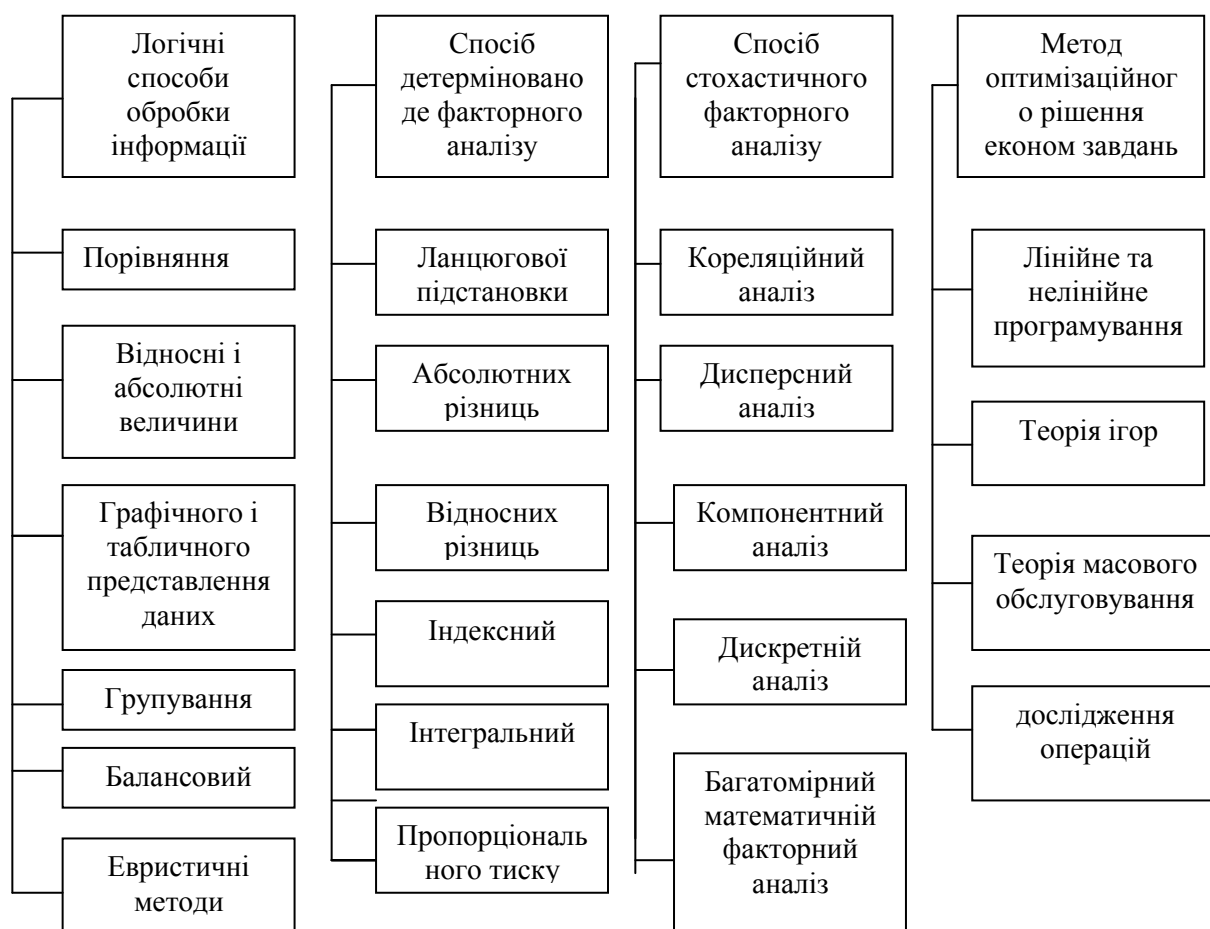 Логічні
способи
обробки
інформації
Порівняння
Відносні і
абсолютні
величини
Графічного і
табличного
представлення
даних
Групування
Балансовий
Евристичні
методи
Спосіб
детерміновано
де факторного
аналізу
Ланцюгової
підстановки
Абсолютних
різниць
Відносних
різниць
Індексний
Інтегральний
Пропорціональ
ного тиску
Спосіб
стохастичного
факторного
аналізу
Кореляційний
аналіз
Дисперсний
аналіз
Компонентний
аналіз
Дискретній
аналіз
Багатомірний
математичній
факторний
аналіз
Метод
оптимізаційног
о рішення
економ завдань
Лінійне та
нелінійне
програмування
Теорія ігор
Теорія масового
обслуговування
дослідження
операцій